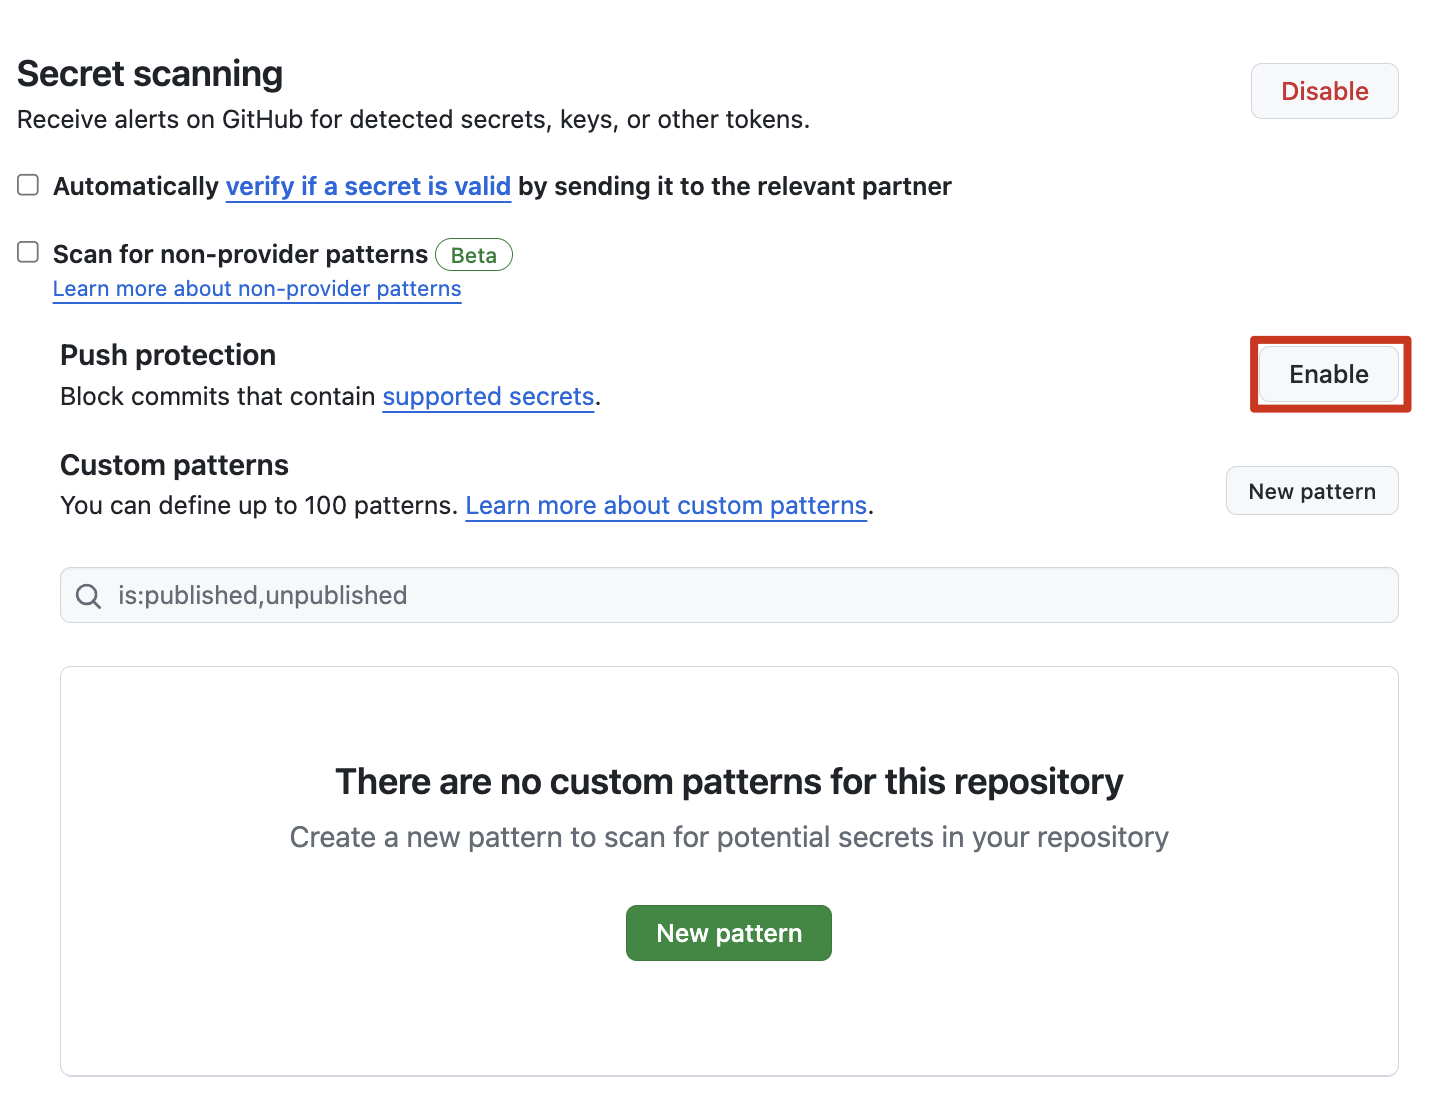 Secret scanning
Disable
Receive alerts on GitHub for detected secrets, keys, or other tokens.
Automatically verify if a secret is valid by sending it to the relevant partner
Scan for non-provider patterns Beta
Learn more about non-provider patterns
Push protection
Enable
Block commits that contain supported secrets.
Custom patterns
New pattern
You can define up to 100 patterns. Learn more about custom patterns.
is:published,unpublished
There are no custom patterns for this repository
Create a new pattern to scan for potential secrets in your repository
New pattern